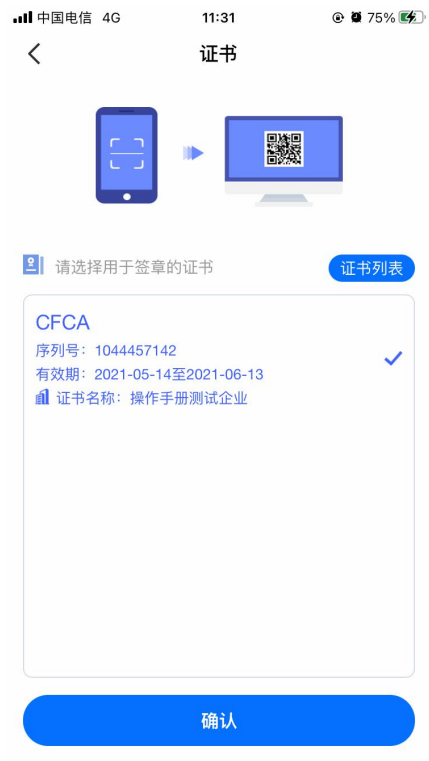 中国电信 4G 11:31 75%
证书
请选择用于签章的证书 证书列表
CFCA
序列号：1044457142
有效期：2021-05-14至2021-06-13
证书名称：操作手册测试企业
确认